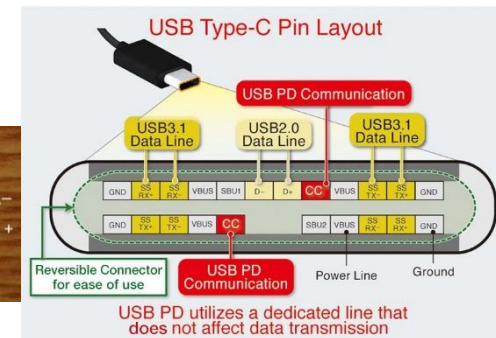 USB Type-C Pin Layout
USB PD Communication
USB3.1
Data Line
USB2.0
Data Line
USB3.1
Data Line
GND SS RX+ SS RX- VBUS SBU1 D- D+ CC VBUS SS TX- SS TX+ GND
GND SS TX+ SS TX- VBUS CC SBU2 VBUS SS RX- SS RX+ GND
Reversible Connector
for ease of use
USB PD
Communication
Power Line
Ground
USB PD utilizes a dedicated line that
does not affect data transmission
−
+